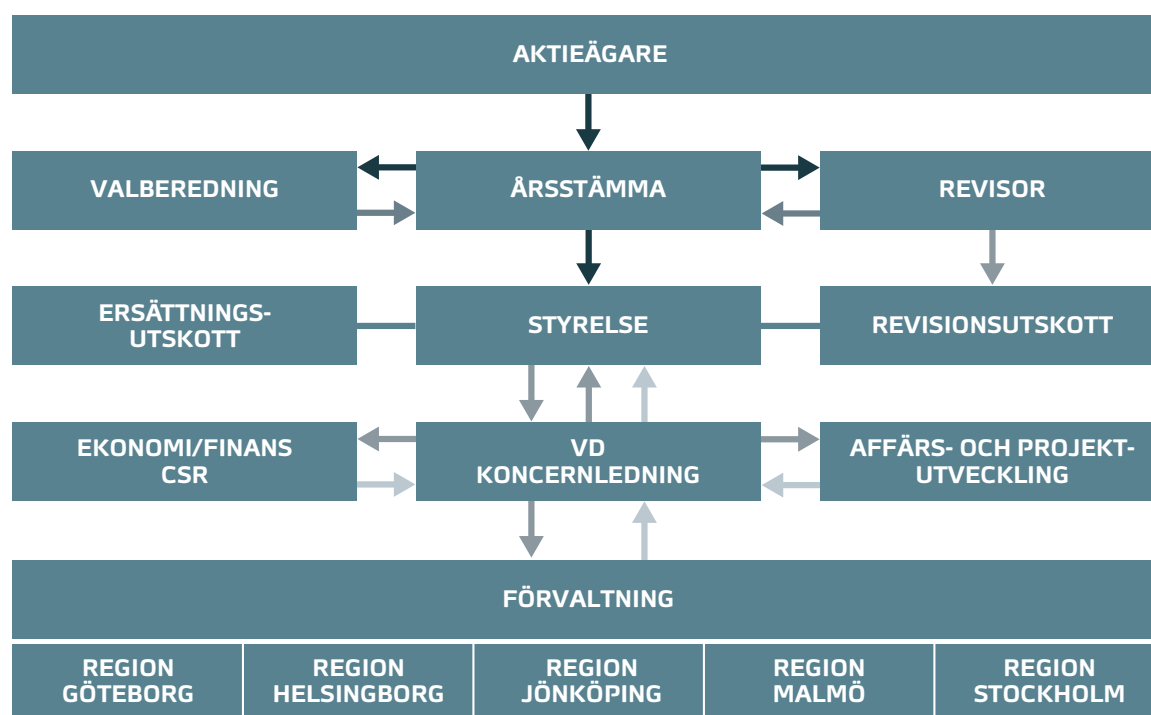 AKTIEÄGARE
VALBEREDNING
ÅRSSTÄMMA
REVISOR
ERSÄTTNINGS-
UTSKOTT
STYRELSE
REVISIONSUTSKOTT
EKONOMI/FINANS
CSR
VD
KONCERNLEDNING
AFFÄRS- OCH PROJEKT-
UTVECKLING
FÖRVALTNING
REGION
GÖTEBORG
REGION
HELSINGBORG
REGION
JÖNKÖPING
REGION
MALMÖ
REGION
STOCKHOLM